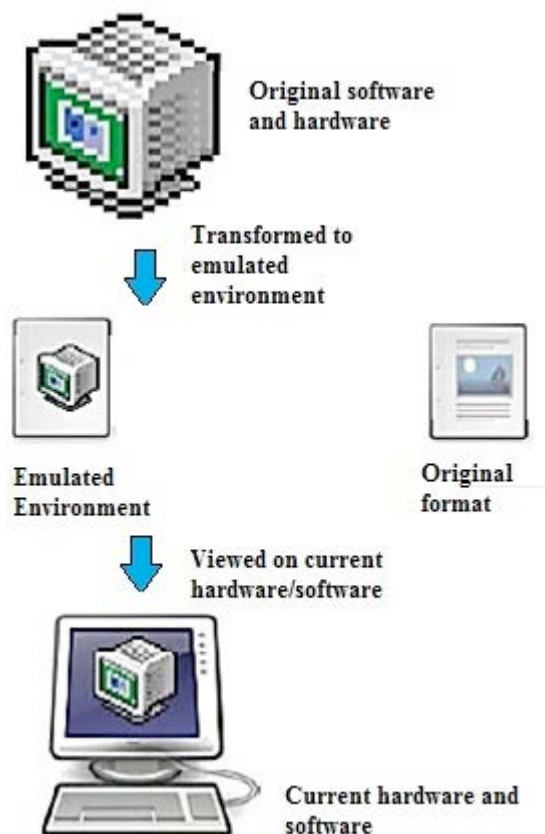 Original software
and hardware
Transformed to
emulated
environment
Emulated
Environment
Original
format
Viewed on current
hardware/software
Current hardware and
software